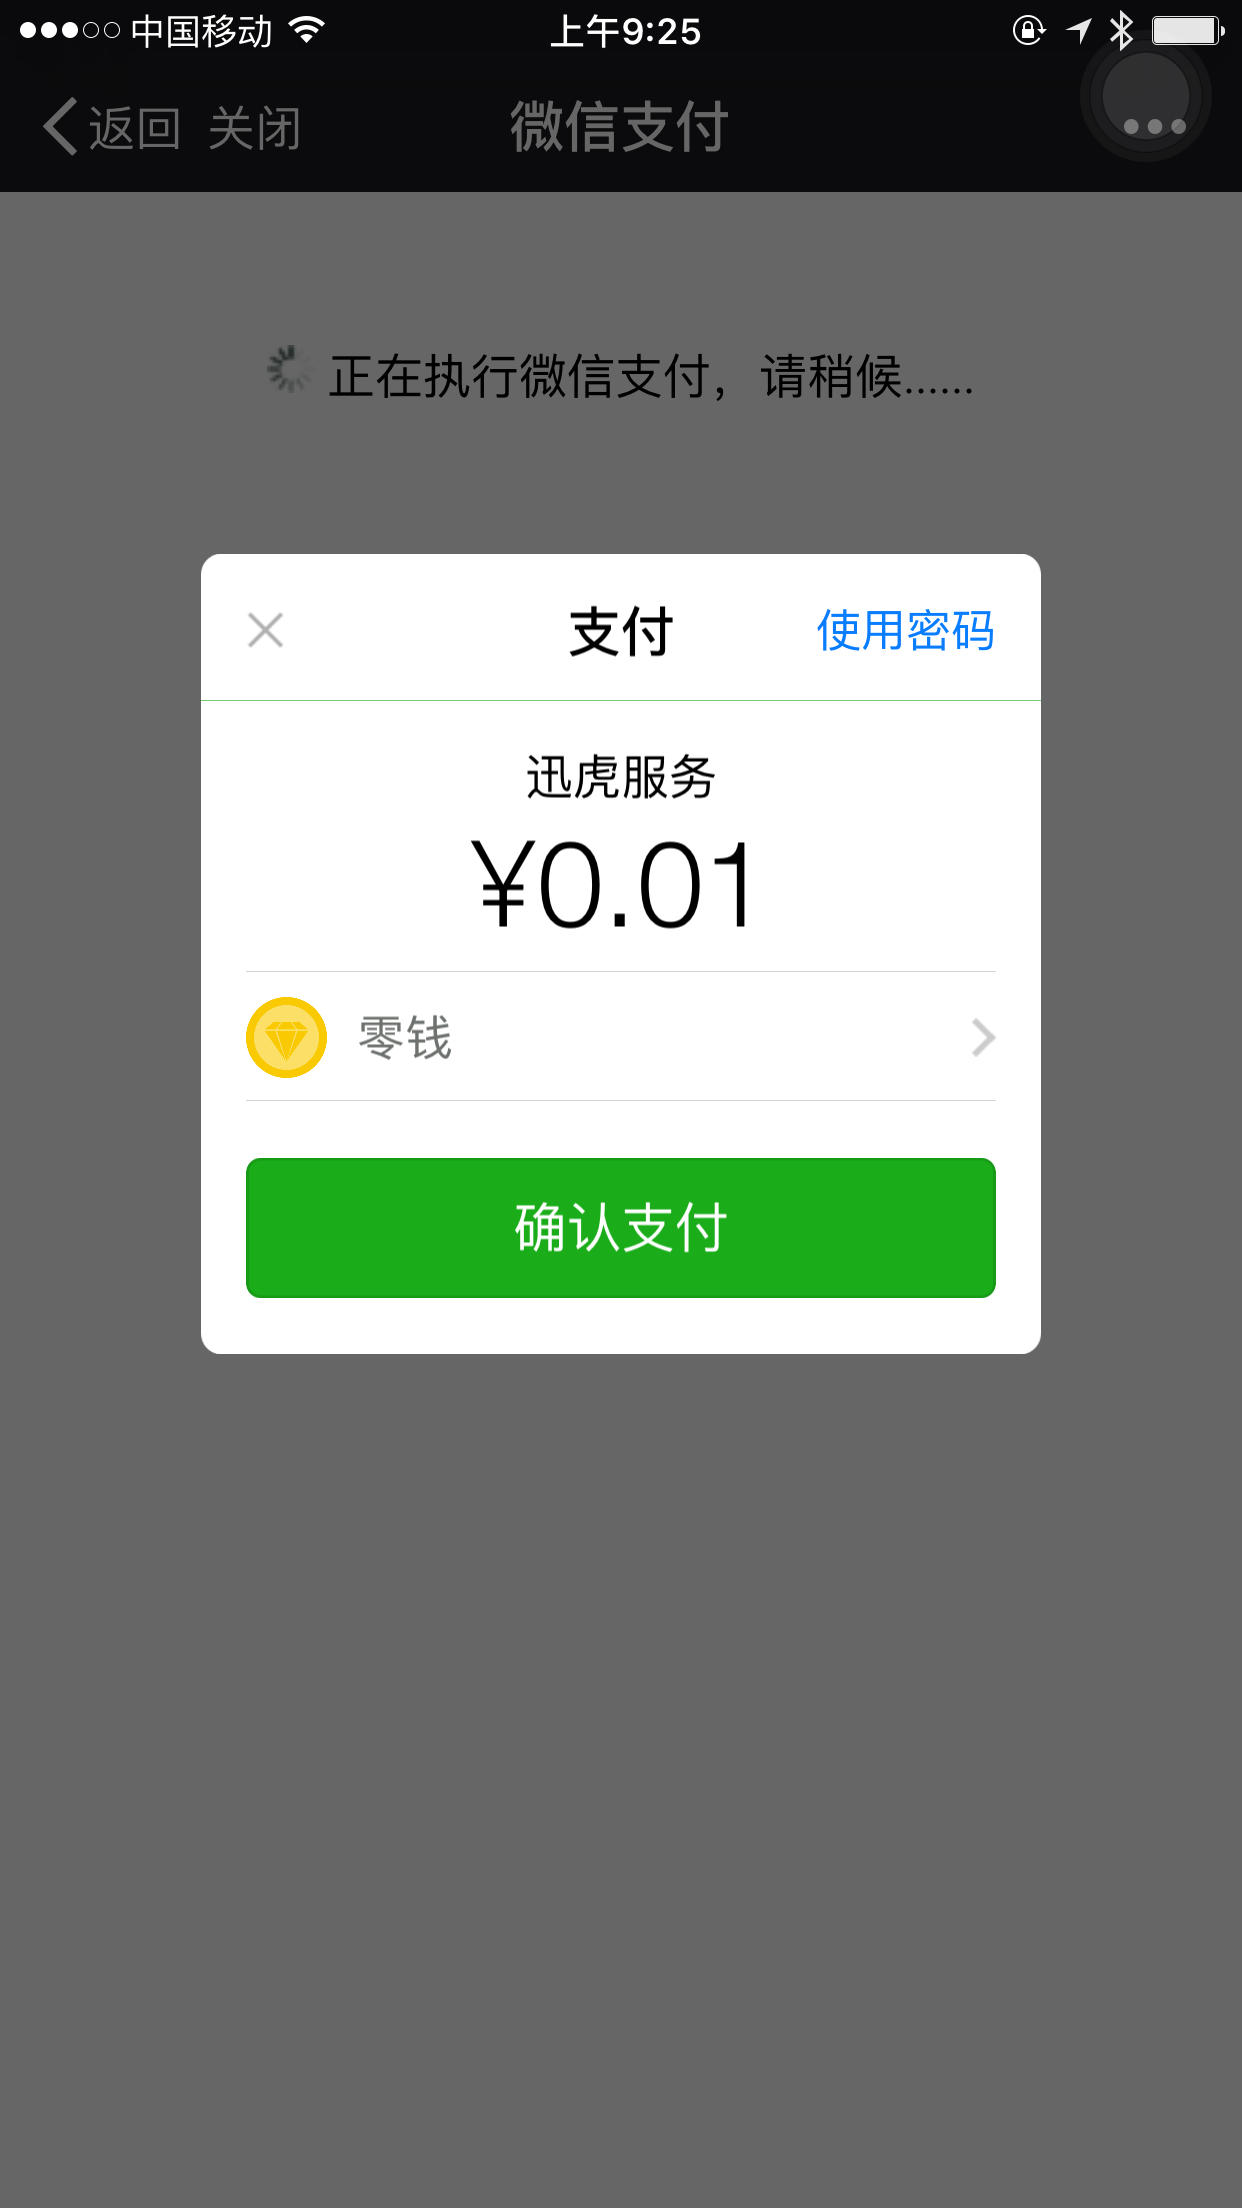 中国移动 上午9:25
返回 关闭 微信支付
正在执行微信支付，请稍候......
支付 使用密码
迅虎服务
¥0.01
零钱
确认支付